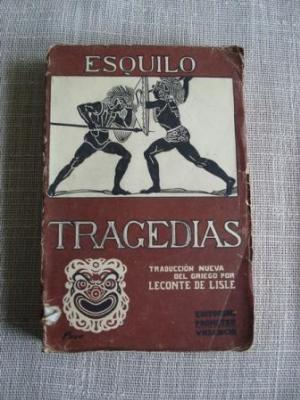 ESQUILO
TRAGEDIAS
TRADUCCIÓN NUEVA
DEL GRIEGO POR
LECONTE DE LISLE
EDITORIAL
PROMETEO
VALENCIA